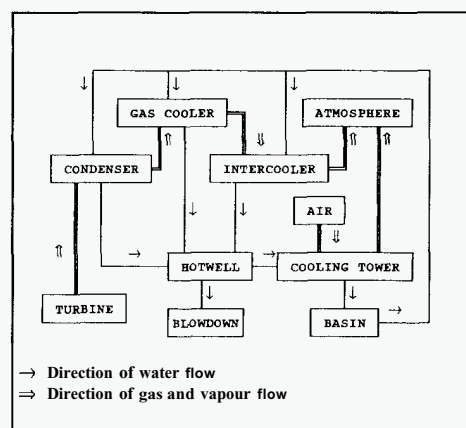 GAS COOLER
ATMOSPHERE
CONDENSER
INTERCOOLER
AIR
HOTWELL
COOLING TOWER
TURBINE
BLOWDOWN
BASIN
→ Direction of water flow
⇒ Direction of gas and vapour flow